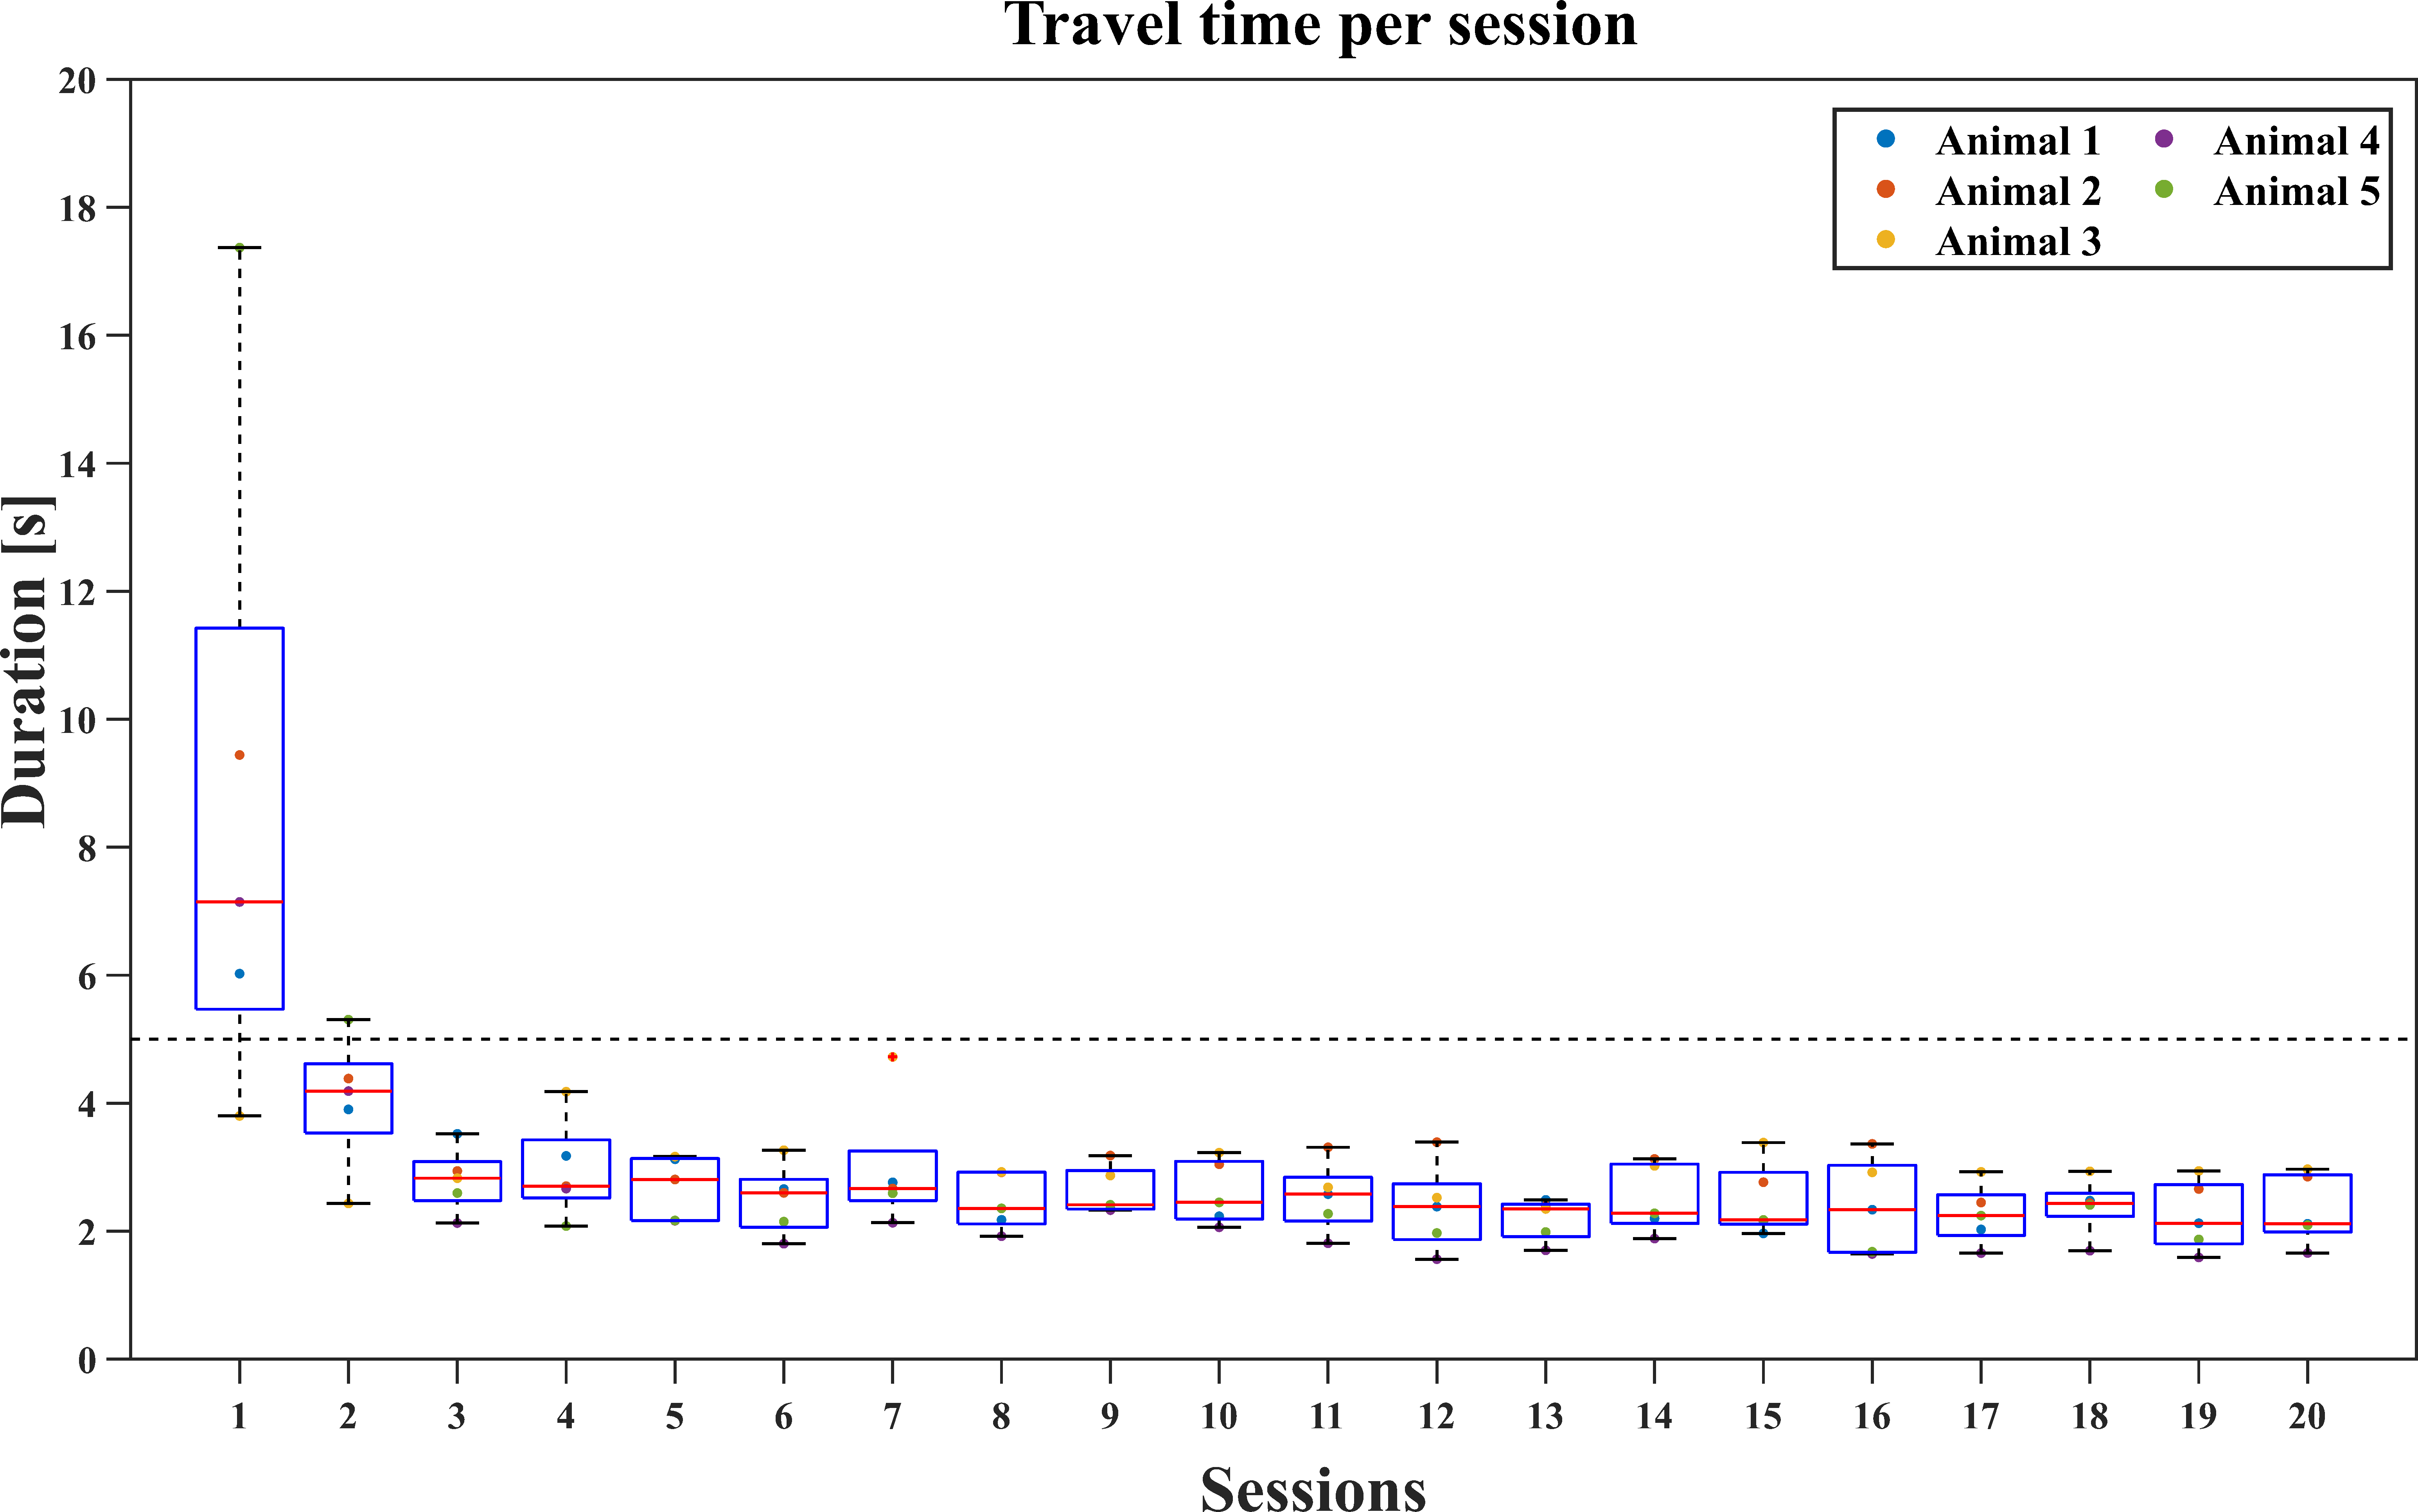 Travel time per session
Animal 1 Animal 4
Animal 2 Animal 5
Animal 3
Duration [s]
20
18
16
14
12
10
8
6
4
2
0
1 2 3 4 5 6 7 8 9 10 11 12 13 14 15 16 17 18 19 20
Sessions